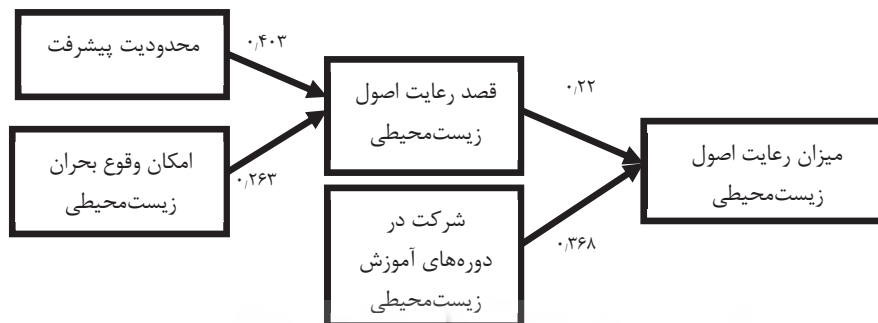 محدودیت پیشرفت
۰٫۴۰۳
امکان وقوع بحران
زیست‌محیطی
۰٫۲۶۳
قصد رعایت اصول
زیست‌محیطی
۰٫۲۲
شرکت در
دوره‌های آموزش
زیست‌محیطی
۰٫۳۶۸
میزان رعایت اصول
زیست‌محیطی